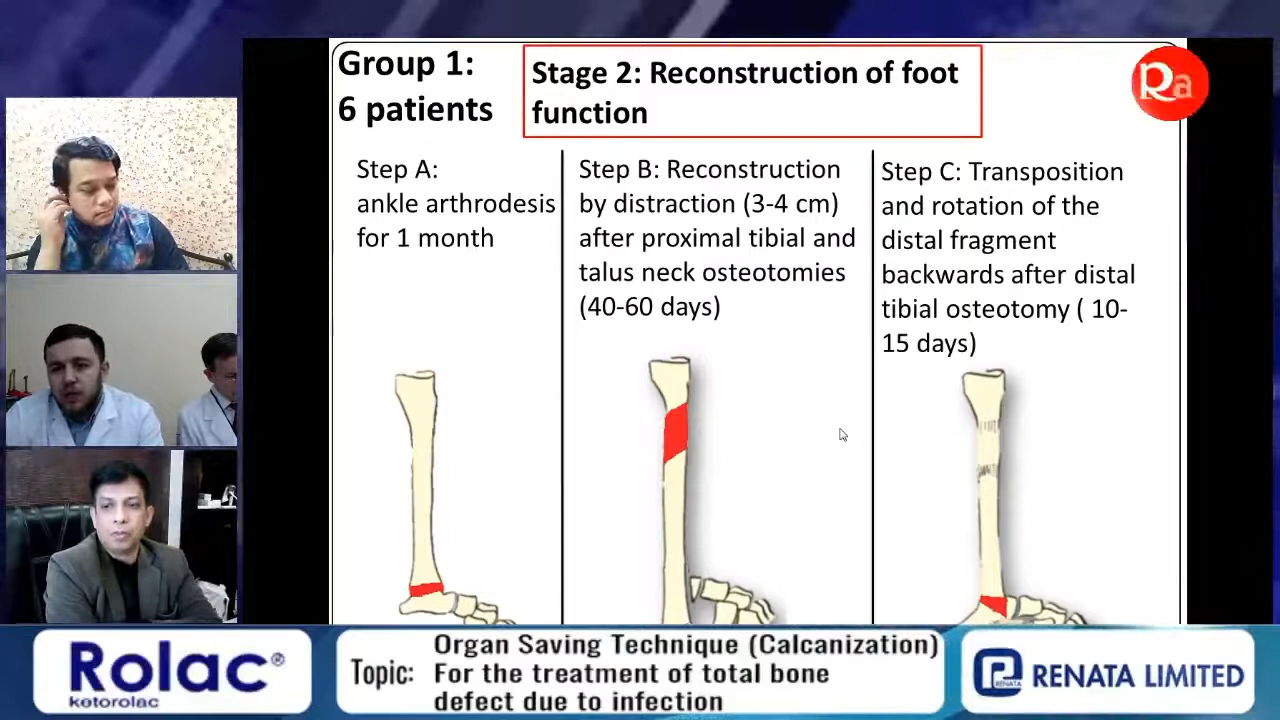 Group 1:
6 patients
Stage 2: Reconstruction of foot
function
Ra
Step A:
ankle arthrodesis
for 1 month
Step B: Reconstruction
by distraction (3-4 cm)
after proximal tibial and
talus neck osteotomies
(40-60 days)
Step C: Transposition
and rotation of the
distal fragment
backwards after distal
tibial osteotomy ( 10-
15 days)
Rolac®
ketorolac
Topic:
Organ Saving Technique (Calcanization)
For the treatment of total bone
defect due to infection
RENATA
RENATA LIMITED